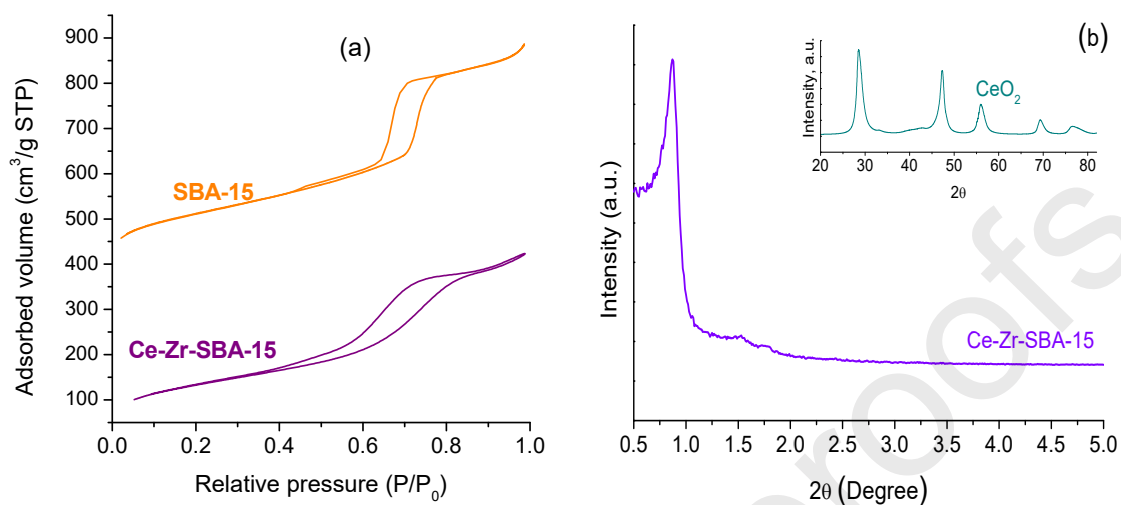 (a)
Adsorbed volume (cm³/g STP)
900
800
700
600
500
400
300
200
100
SBA-15
Ce-Zr-SBA-15
0.0 0.2 0.4 0.6 0.8 1.0
Relative pressure (P/P₀)
(b)
Intensity (a.u.)
Ce-Zr-SBA-15
0.5 1.0 1.5 2.0 2.5 3.0 3.5 4.0 4.5 5.0
2θ (Degree)
Intensity, a.u.
CeO₂
20 30 40 50 60 70 80
2θ
proofs